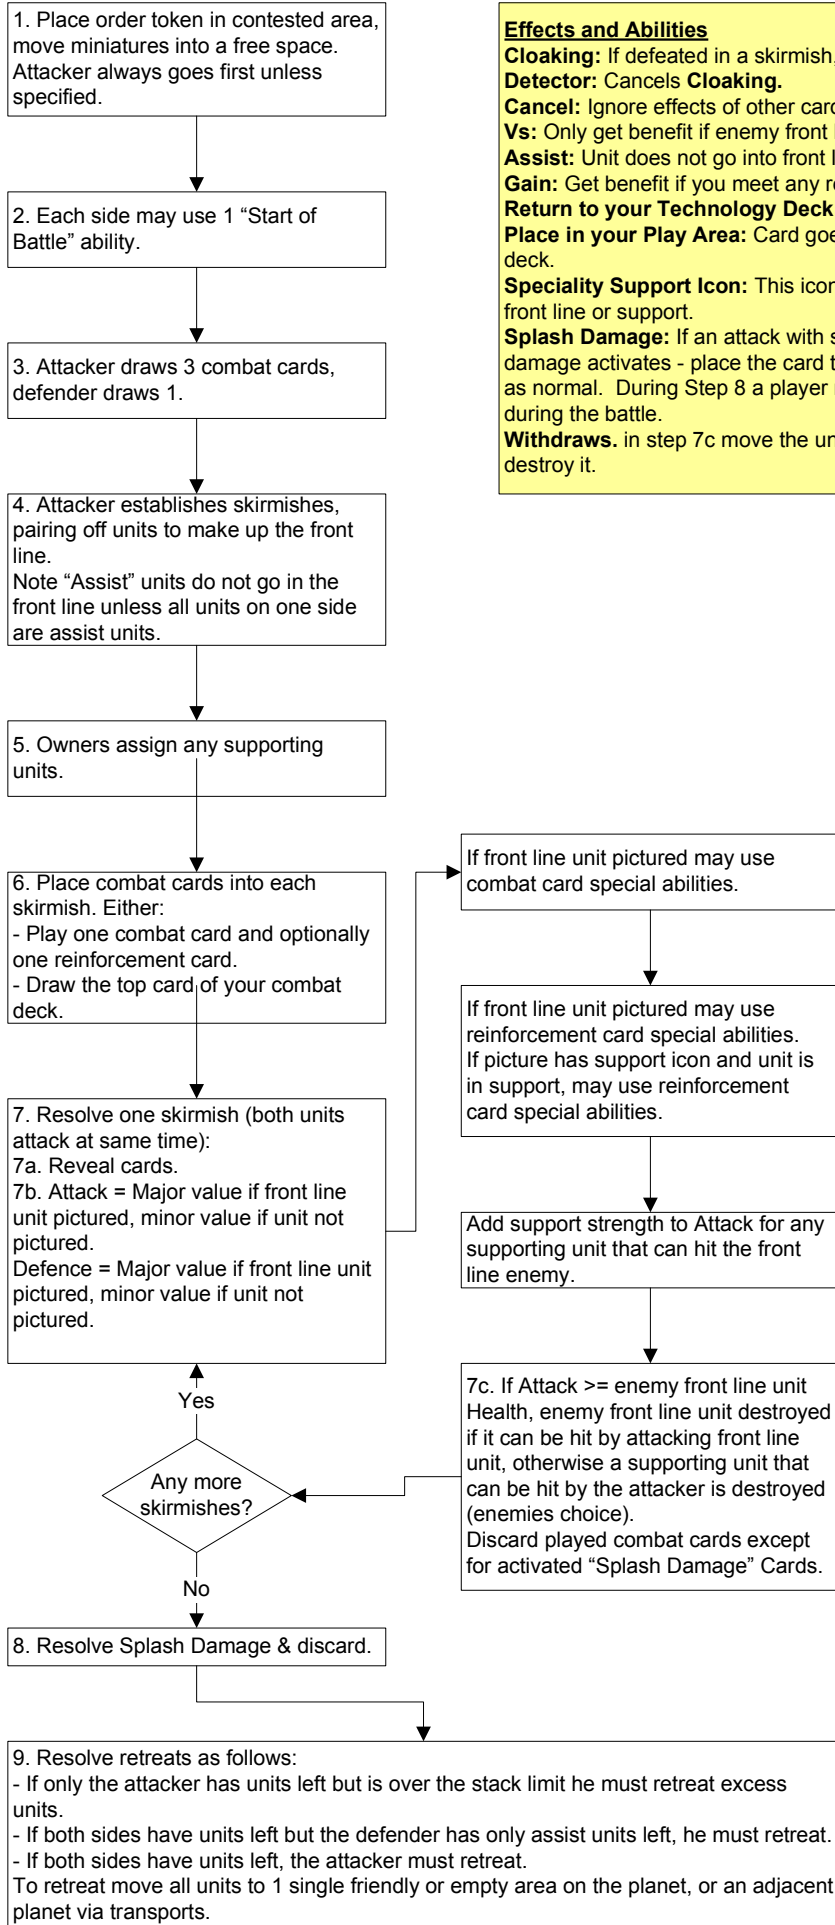 1. Place order token in contested area,
move miniatures into a free space.
Attacker always goes first unless
specified.
2. Each side may use 1 “Start of
Battle” ability.
3. Attacker draws 3 combat cards,
defender draws 1.
4. Attacker establishes skirmishes,
pairing off units to make up the front
line.
Note “Assist” units do not go in the
front line unless all units on one side
are assist units.
5. Owners assign any supporting
units.
6. Place combat cards into each
skirmish. Either:
- Play one combat card and optionally
one reinforcement card.
- Draw the top card of your combat
deck.
7. Resolve one skirmish (both units
attack at same time):
7a. Reveal cards.
7b. Attack = Major value if front line
unit pictured, minor value if unit not
pictured.
Defence = Major value if front line unit
pictured, minor value if unit not
pictured.
If front line unit pictured may use
combat card special abilities.
If front line unit pictured may use
reinforcement card special abilities.
If picture has support icon and unit is
in support, may use reinforcement
card special abilities.
Add support strength to Attack for any
supporting unit that can hit the front
line enemy.
7c. If Attack >= enemy front line unit
Health, enemy front line unit destroyed
if it can be hit by attacking front line
unit, otherwise a supporting unit that
can be hit by the attacker is destroyed
(enemies choice).
Discard played combat cards except
for activated “Splash Damage” Cards.
Yes
Any more
skirmishes?
No
8. Resolve Splash Damage & discard.
9. Resolve retreats as follows:
- If only the attacker has units left but is over the stack limit he must retreat excess
units.
- If both sides have units left but the defender has only assist units left, he must retreat.
- If both sides have units left, the attacker must retreat.
To retreat move all units to 1 single friendly or empty area on the planet, or an adjacent
planet via transports.
Effects and Abilities
Cloaking: If defeated in a skirmish,
Detector: Cancels Cloaking.
Cancel: Ignore effects of other card
Vs: Only get benefit if enemy front
Assist: Unit does not go into front
Gain: Get benefit if you meet any
Return to your Technology Deck
Place in your Play Area: Card goe
deck.
Speciality Support Icon: This icon
front line or support.
Splash Damage: If an attack with
damage activates - place the card
as normal. During Step 8 a player
during the battle.
Withdraws. in step 7c move the un
destroy it.